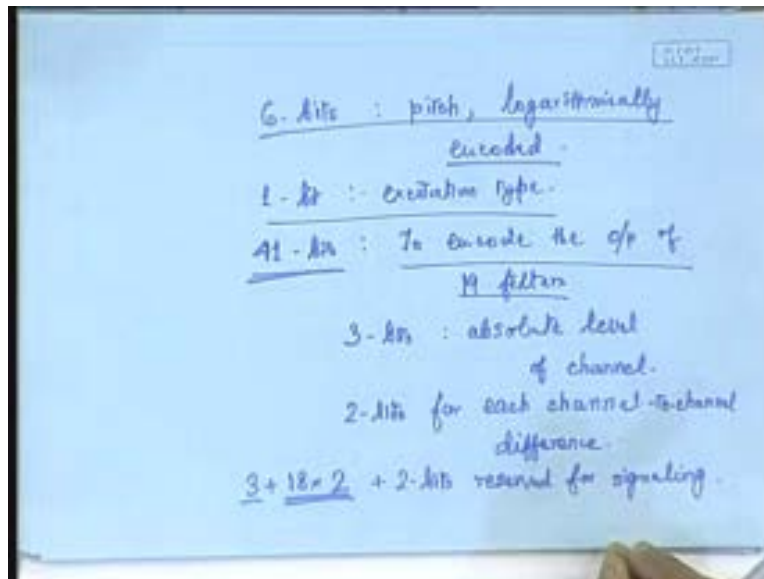 6-bits : pitch, logarithmically
encoded.
1-bit :- excitation type.
41-bits : To encode the o/p of
19 filters
3-bits : absolute level
of channel.
2-bits for each channel-to-channel
difference.
3 + 18 × 2 + 2-bits reserved for signaling.